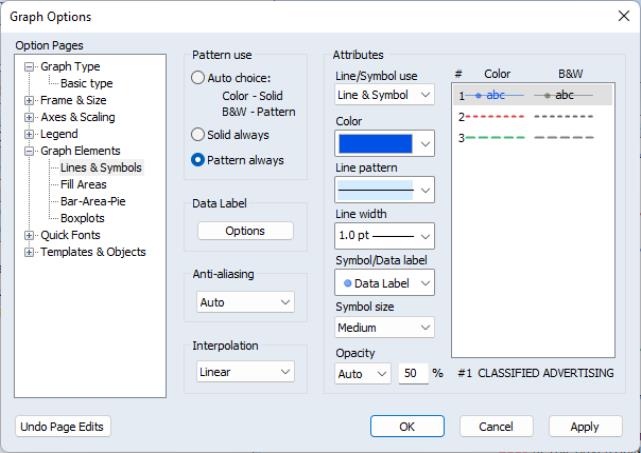 Graph Options
Option Pages
Graph Type
Basic type
Frame & Size
Axes & Scaling
Legend
Graph Elements
Lines & Symbols
Fill Areas
Bar-Area-Pie
Boxplots
Quick Fonts
Templates & Objects
Pattern use
Auto choice:
Color - Solid
B&W - Pattern
Solid always
Pattern always
Data Label
Options
Anti-aliasing
Auto
Interpolation
Linear
Attributes
Line/Symbol use
Line & Symbol
Color
Line pattern
Line width
1.0 pt
Symbol/Data label
Data Label
Symbol size
Medium
Opacity
Auto 50 %
# Color B&W
1 abc abc
2
3
#1 CLASSIFIED ADVERTISING
Undo Page Edits
OK
Cancel
Apply